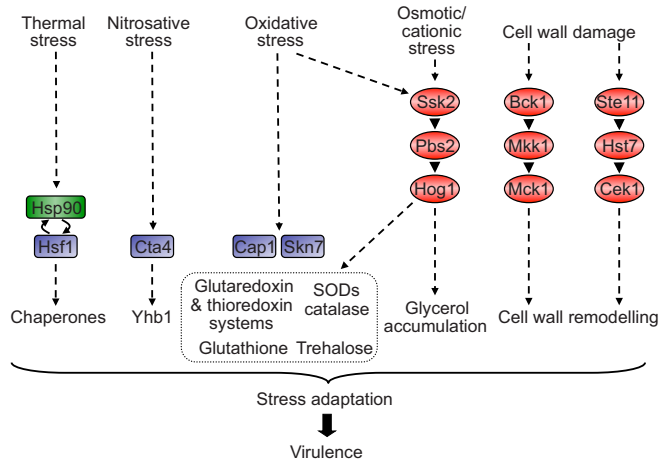 Thermal
stress
Nitrosative
stress
Oxidative
stress
Osmotic/
cationic
stress
Cell wall damage
Ssk2
Bck1
Ste11
Pbs2
Mkk1
Hst7
Hog1
Mck1
Cek1
Hsp90
Hsf1
Cta4
Cap1
Skn7
Chaperones
Yhb1
Glutaredoxin
& thioredoxin
systems
SODs
catalase
Glutathione
Trehalose
Glycerol
accumulation
Cell wall remodelling
Stress adaptation
Virulence